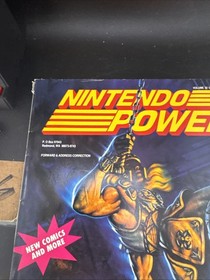 NINTENDO
POWER
P. O. Box 97043
Redmond, WA 98073-9743
FORWARD & ADDRESS CORRECTION
NEW COMICS
AND MORE